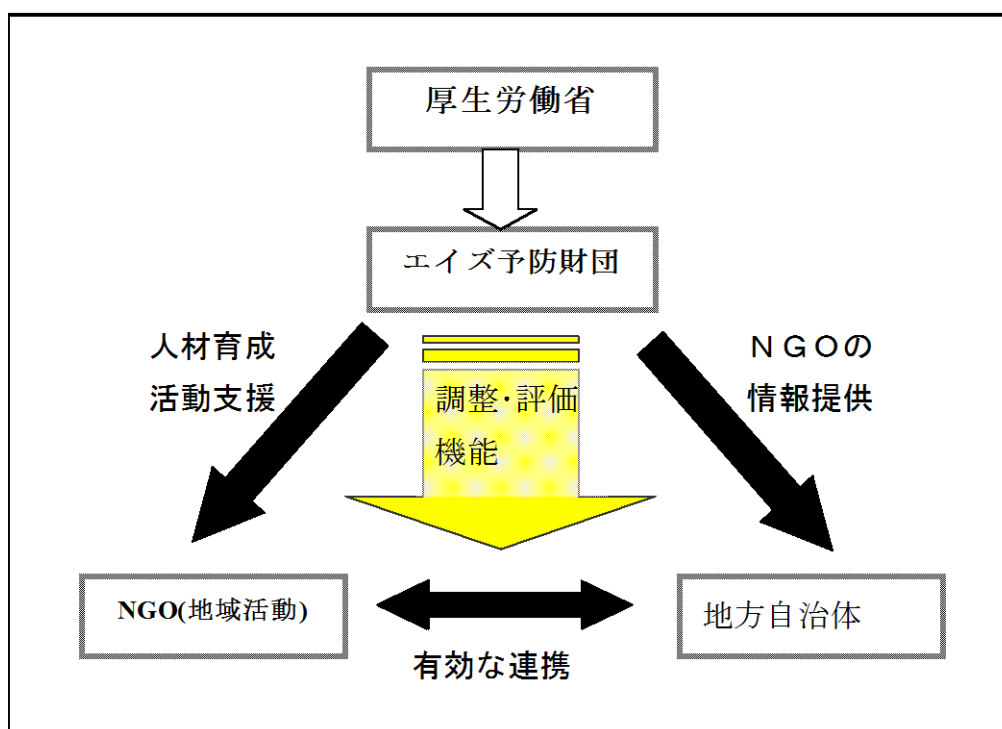 厚生労働省
エイズ予防財団
人材育成
活動支援
調整・評価
機能
ＮＧＯの
情報提供
NGO(地域活動)
地方自治体
有効な連携